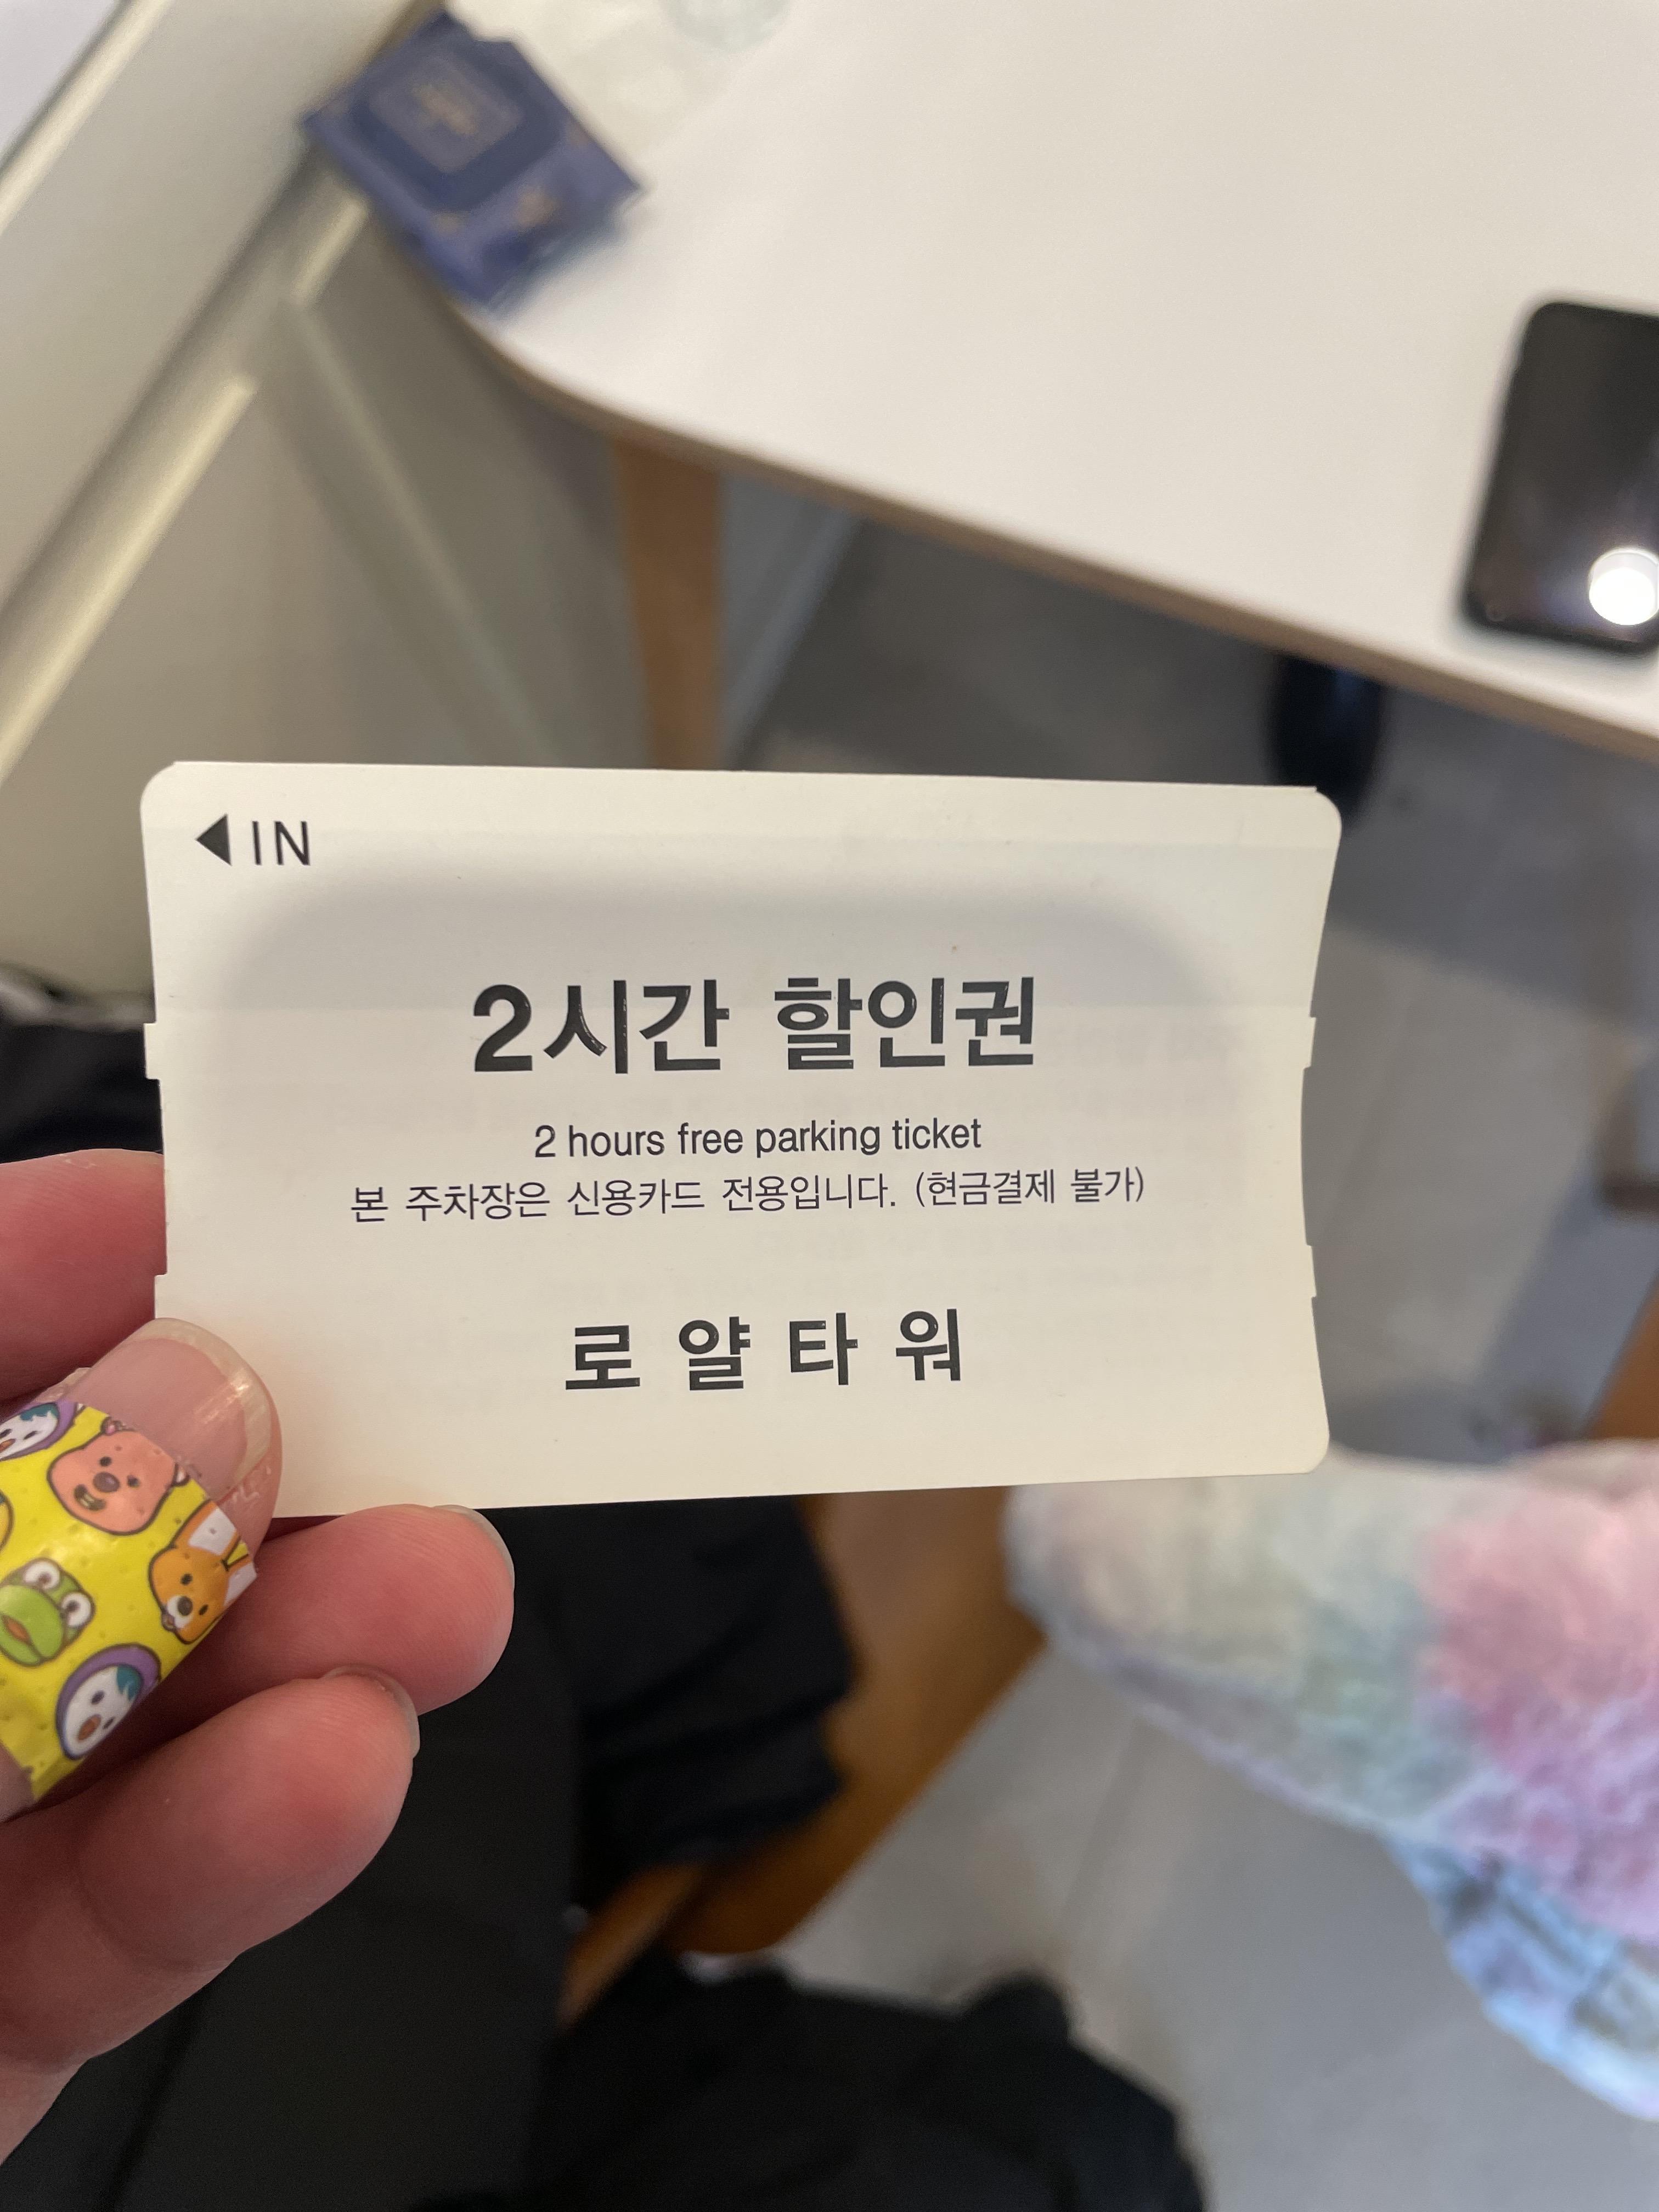 ◀IN
2시간 할인권
2 hours free parking ticket
본 주차장은 신용카드 전용입니다. (현금결제 불가)
로얄타워